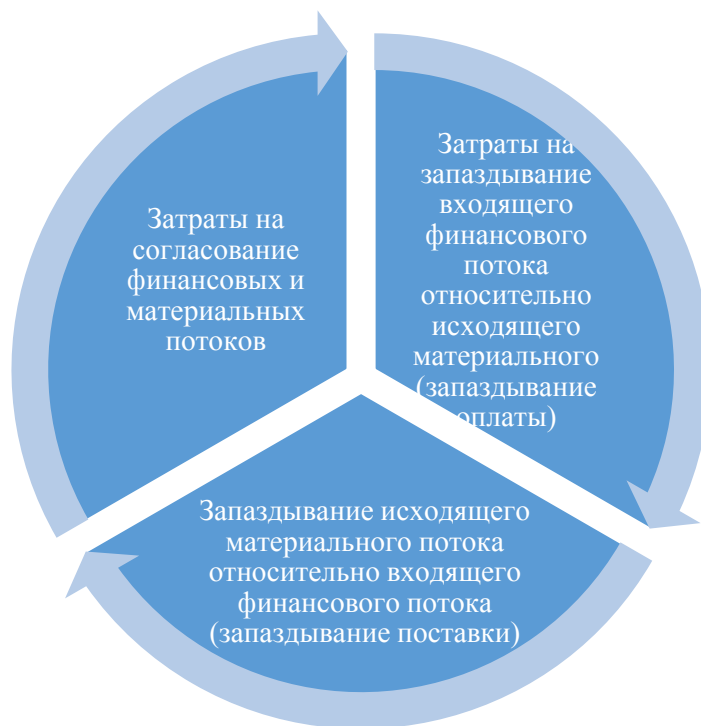 Затраты на
согласование
финансовых и
материальных
потоков
Затраты на
запаздывание
входящего
финансового
потока
относительно
исходящего
материального
(запаздывание
оплаты)
Запаздывание исходящего
материального потока
относительно входящего
финансового потока
(запаздывание поставки)